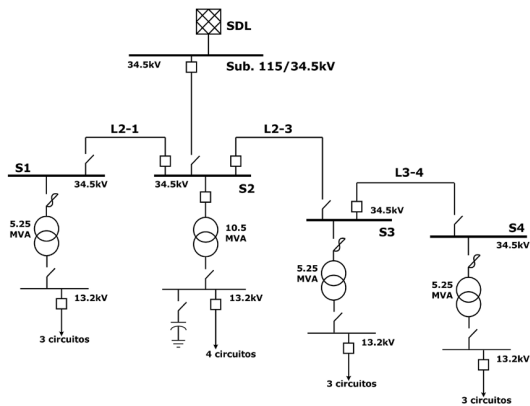 SDL
34.5kV
Sub. 115/34.5kV
L2-1
L2-3
S1
34.5kV
34.5kV
S2
L3-4
34.5kV
S3
S4
34.5kV
5.25
MVA
10.5
MVA
5.25
MVA
5.25
MVA
13.2kV
13.2kV
13.2kV
13.2kV
3 circuitos
4 circuitos
3 circuitos
3 circuitos